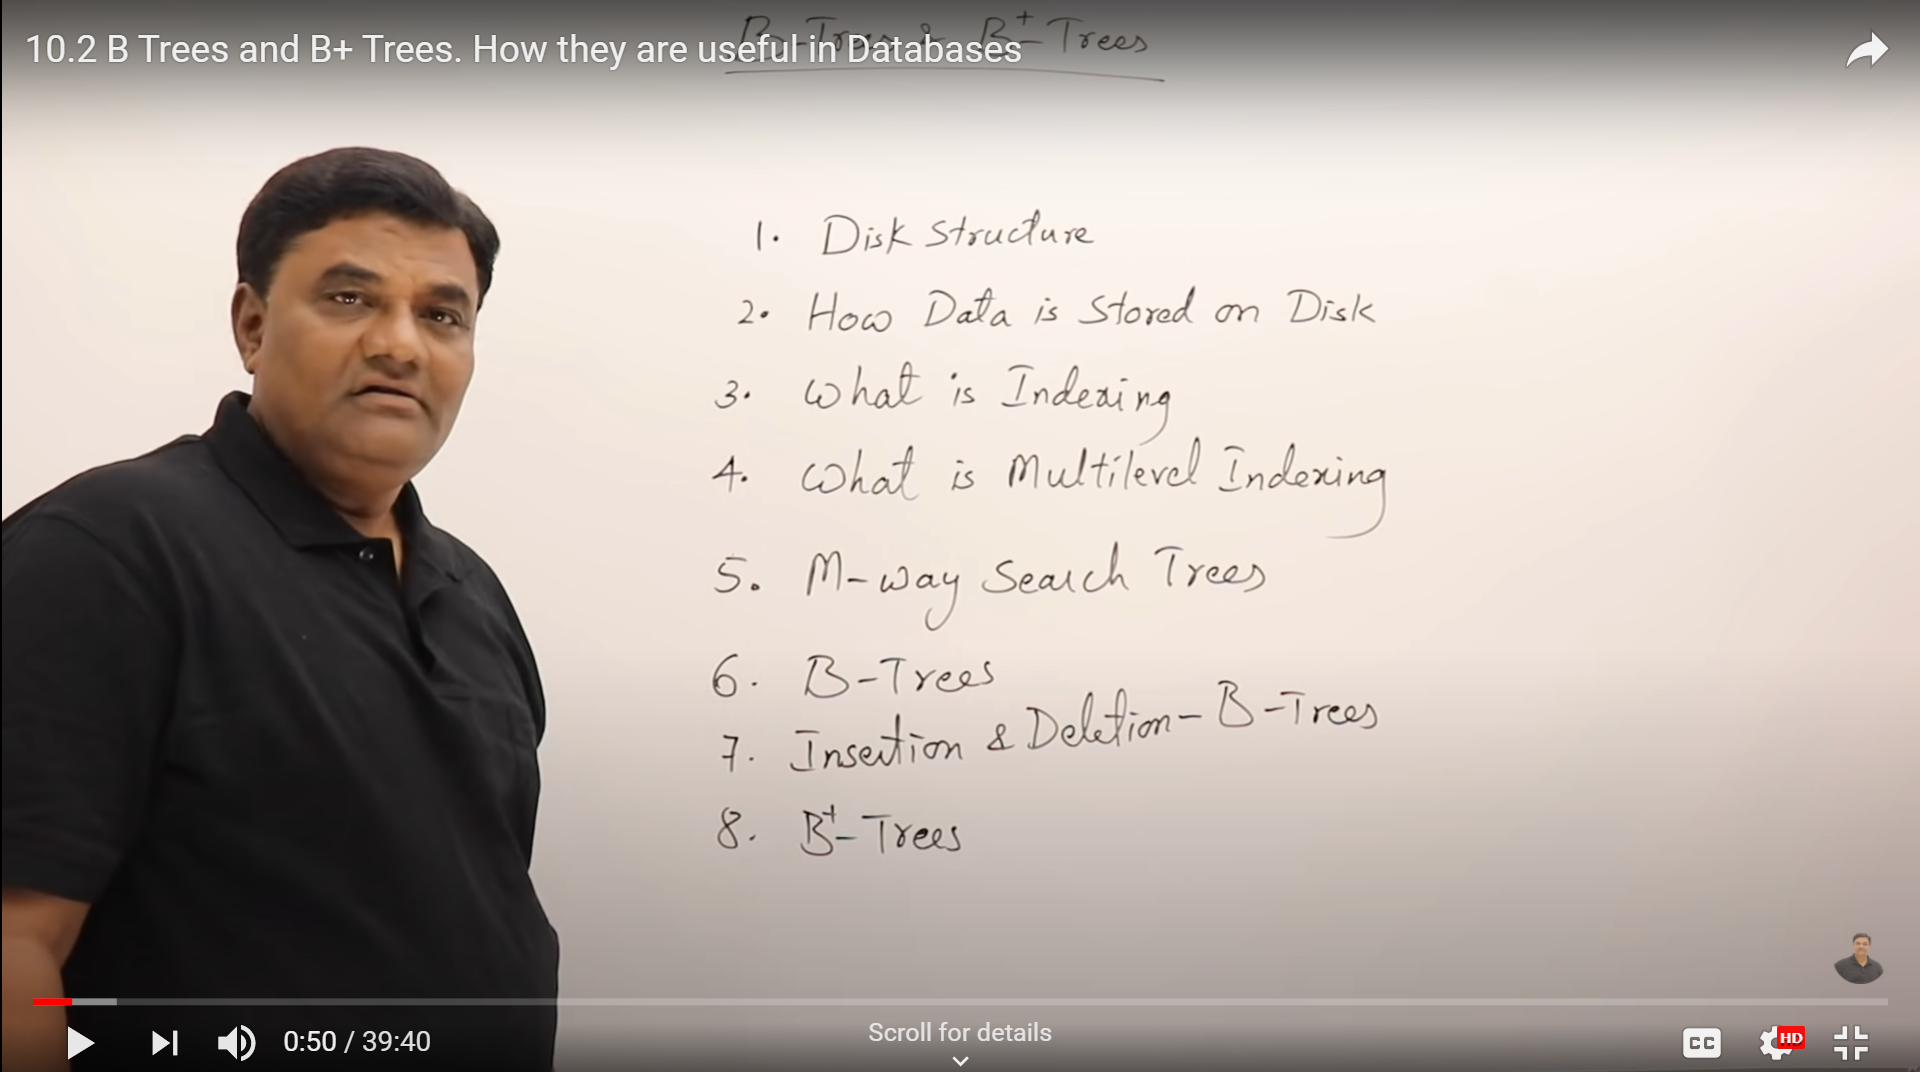 B-Trees & B+-Trees
10.2 B Trees and B+ Trees. How they are useful in Databases
1. Disk Structure
2. How Data is Stored on Disk
3. What is Indexing
4. What is Multilevel Indexing
5. M-way Search Trees
6. B-Trees
7. Insertion & Deletion - B-Trees
8. B+-Trees
0:50 / 39:40
Scroll for details
CC
HD